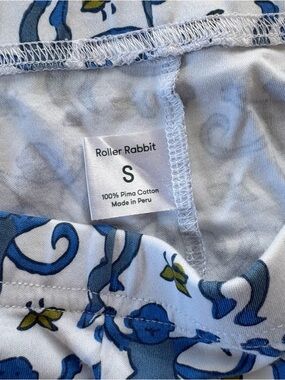 Roller Rabbit
S
100% Pima Cotton
Made in Peru